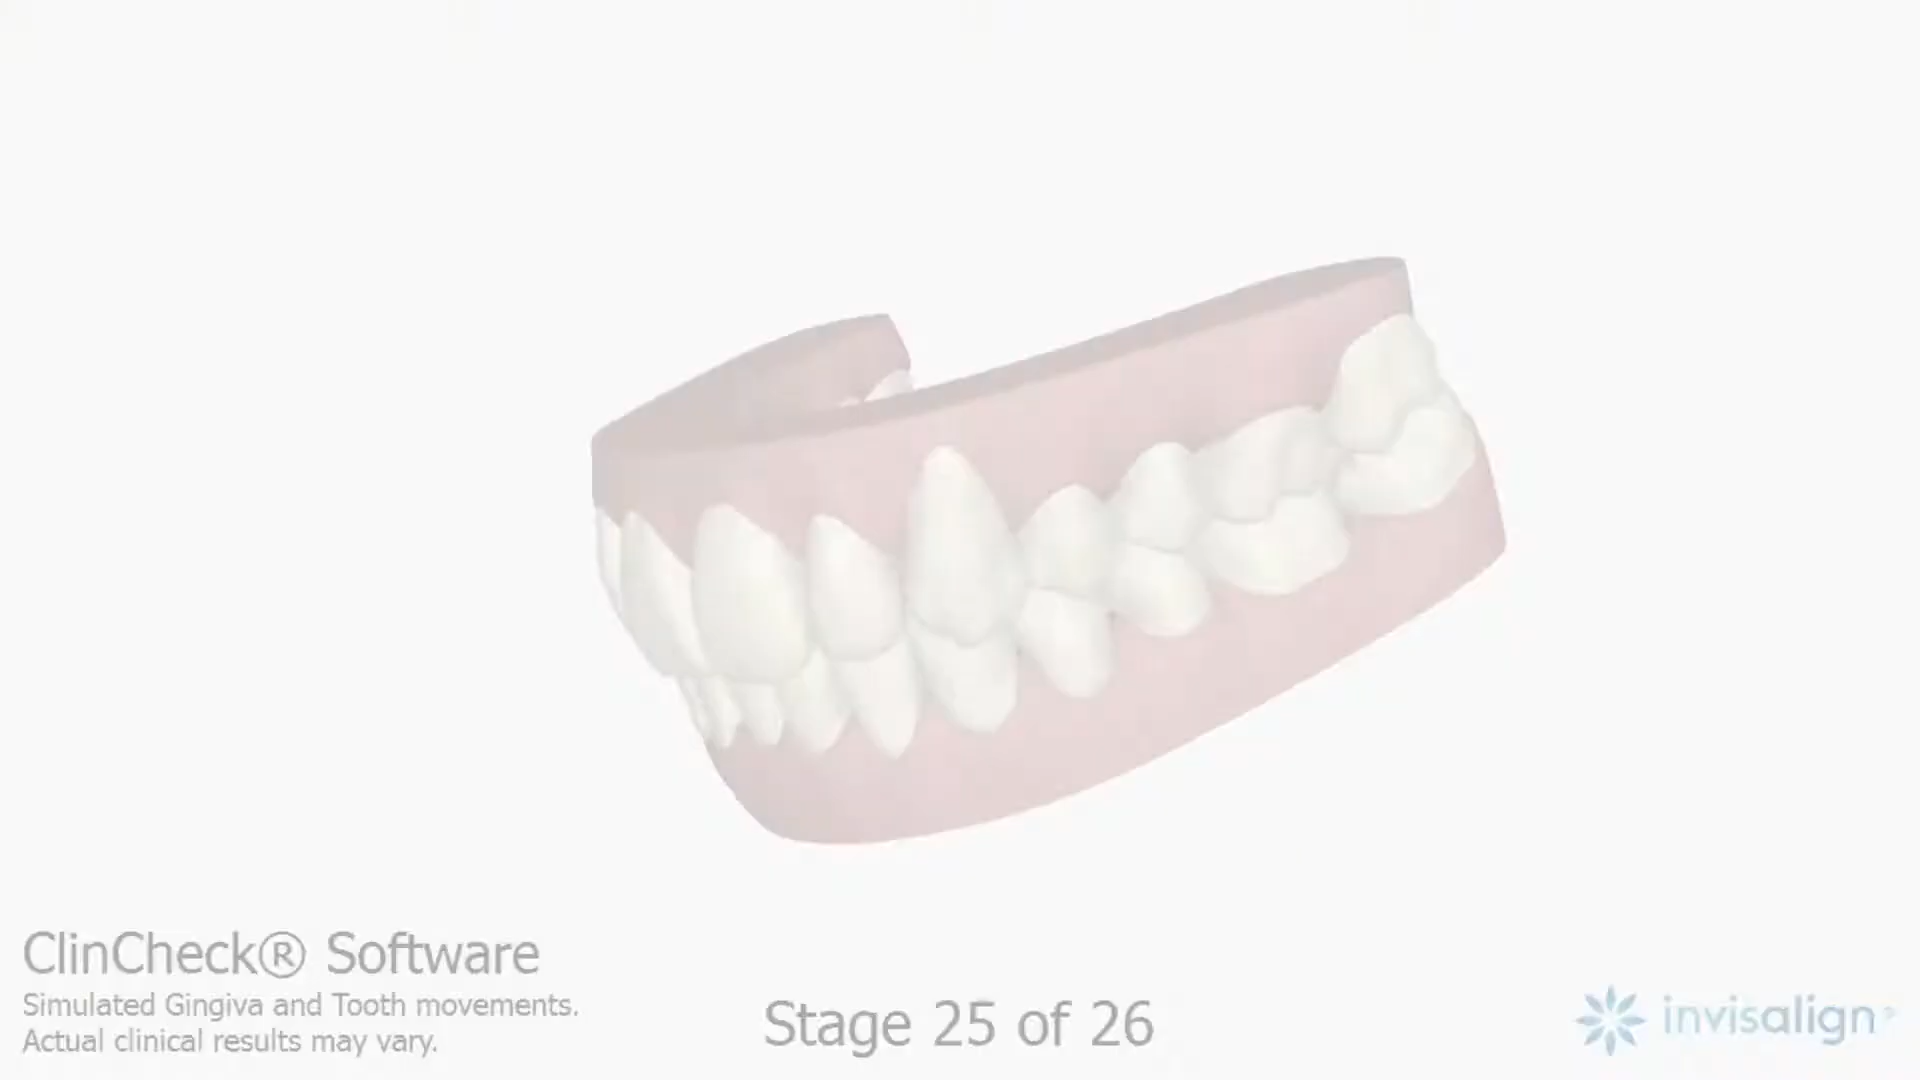 ClinCheck® Software
Simulated Gingiva and Tooth movements.
Actual clinical results may vary.
Stage 25 of 26
invisalign